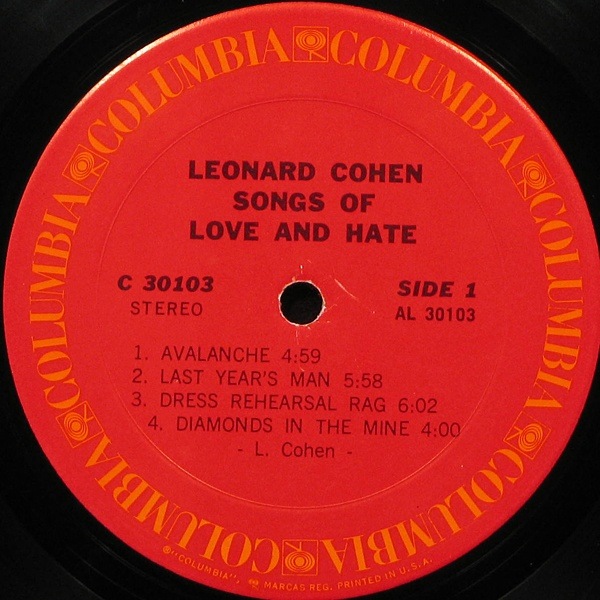 COLUMBIA COLUMBIA COLUMBIA COLUMBIA COLUMBIA COLUMBIA COLUMBIA
LEONARD COHEN
SONGS OF
LOVE AND HATE
C 30103
STEREO
SIDE 1
AL 30103
1. AVALANCHE 4:59
2. LAST YEAR'S MAN 5:58
3. DRESS REHEARSAL RAG 6:02
4. DIAMONDS IN THE MINE 4:00
- L. Cohen -
"COLUMBIA", MARCAS REG. PRINTED IN U.S.A.